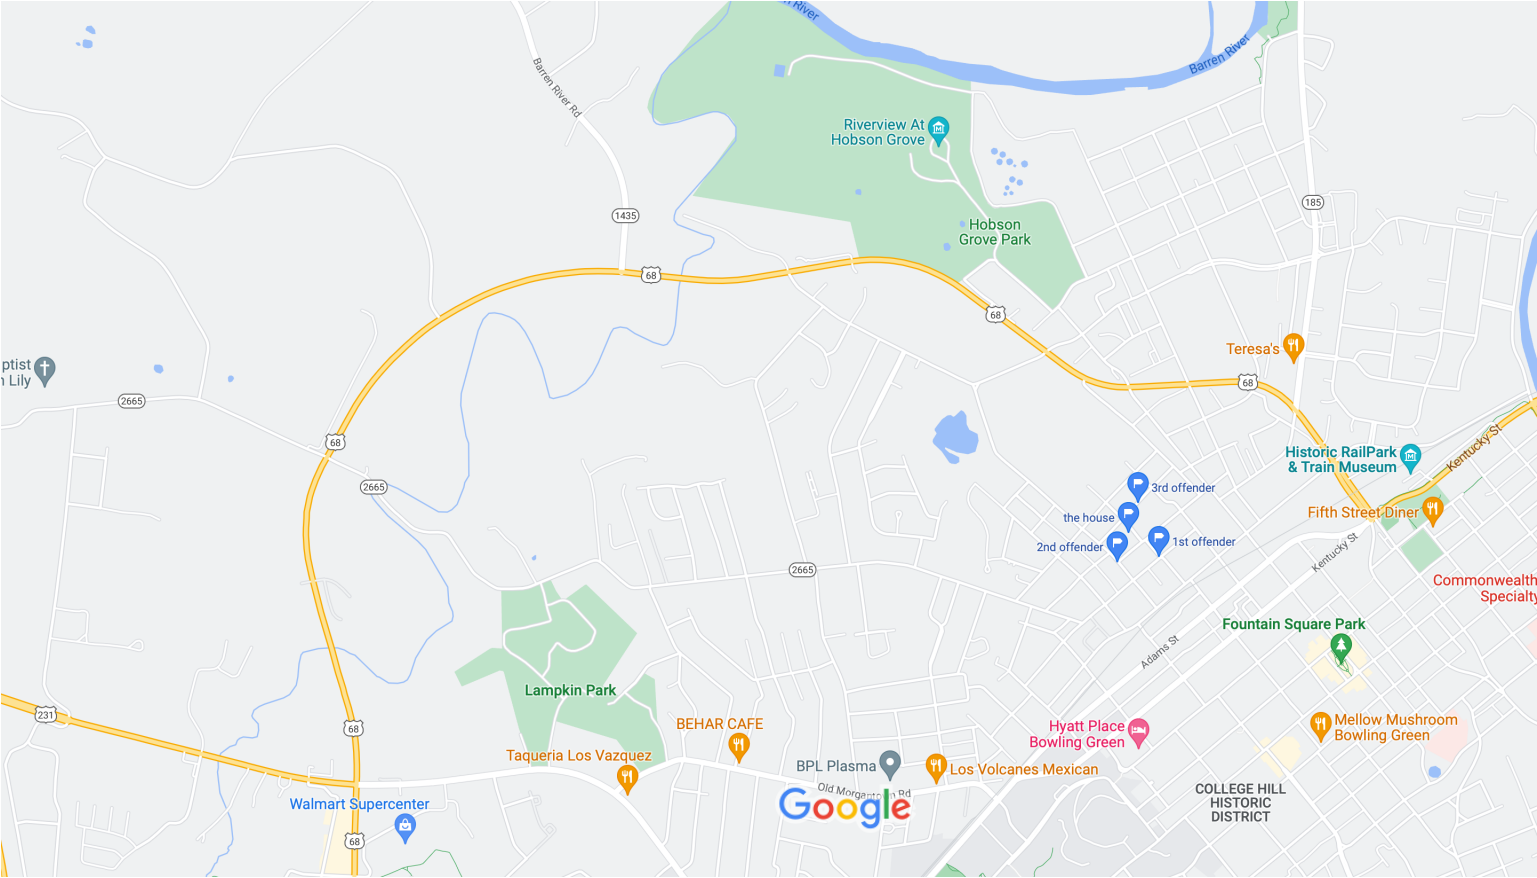 Barren River
Barren River Rd
Barren River
Riverview At
Hobson Grove
1435
185
Hobson
Grove Park
68
68
Teresa's
68
2665
68
2665
Kentucky St
Historic RailPark
& Train Museum
3rd offender
the house
2nd offender
1st offender
Fifth Street Diner
Kentucky St
2665
Commonwealth
Specialty
Fountain Square Park
Adams St
Lampkin Park
231
68
BEHAR CAFE
Hyatt Place
Bowling Green
Mellow Mushroom
Bowling Green
Taqueria Los Vazquez
BPL Plasma
Los Volcanes Mexican
Old Morgantown Rd
Google
Walmart Supercenter
COLLEGE HILL
HISTORIC
DISTRICT
68